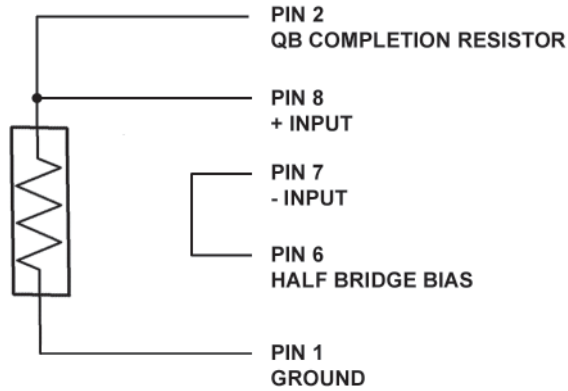 PIN 2
QB COMPLETION RESISTOR
PIN 8
+ INPUT
PIN 7
- INPUT
PIN 6
HALF BRIDGE BIAS
PIN 1
GROUND